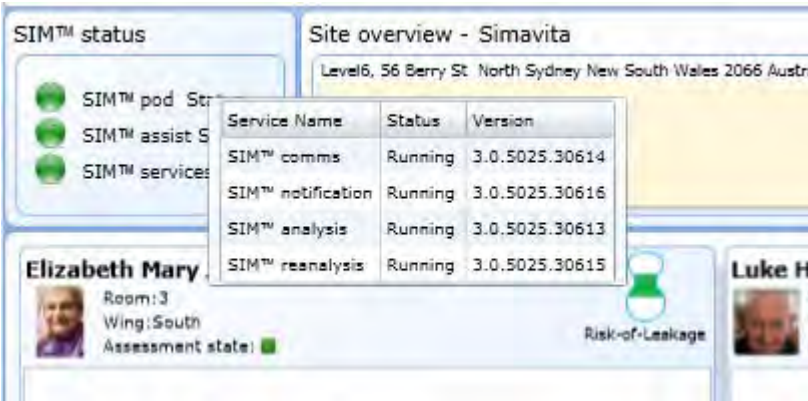 SIM™ status
Site overview - Simavita
Level6, 56 Berry St North Sydney New South Wales 2066
SIM™ pod
SIM™ assist
SIM™ services
Service Name Status Version
SIM™ comms Running 3.0.5025.30614
SIM™ notification Running 3.0.5025.30616
SIM™ analysis Running 3.0.5025.30613
SIM™ reanalysis Running 3.0.5025.30615
Elizabeth Mary
Room:3
Wing:South
Assessment state:
Risk-of-Leakage
Luke H